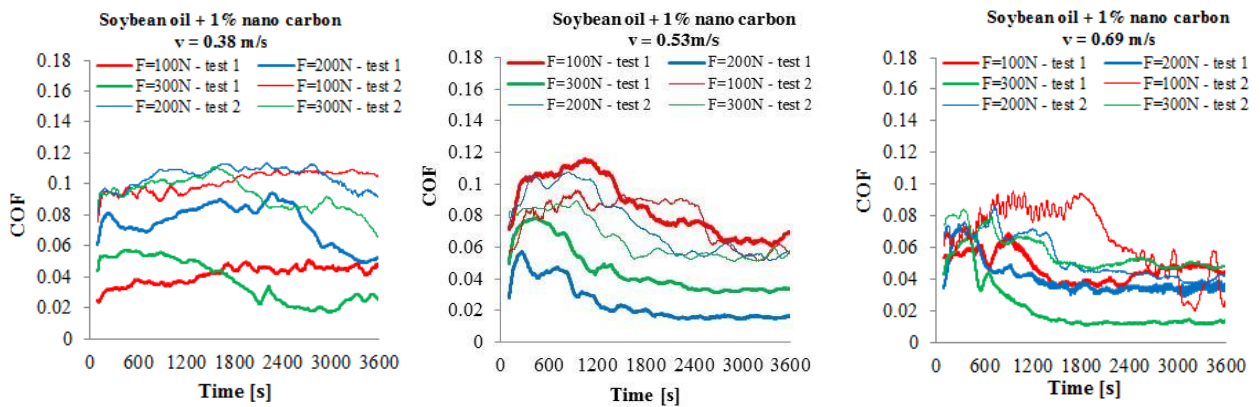 Soybean oil + 1% nano carbon
v = 0.38 m/s
0.18
F=100N - test 1
F=200N - test 1
0.16
F=300N - test 1
F=100N - test 2
0.14
F=200N - test 2
F=300N - test 2
0.12
0.1
0.08
0.06
0.04
0.02
0
COF
0
600
1200
1800
2400
3000
3600
Time [s]
Soybean oil + 1% nano carbon
v = 0.53m/s
0.18
F=100N - test 1
F=200N - test 1
0.16
F=300N - test 1
F=100N - test 2
0.14
F=200N - test 2
F=300N - test 2
0.12
0.1
0.08
0.06
0.04
0.02
0
COF
0
600
1200
1800
2400
3000
3600
Time [s]
Soybean oil + 1% nano carbon
v = 0.69 m/s
0.18
F=100N - test 1
F=200N - test 1
0.16
F=300N - test 1
F=100N - test 2
0.14
F=200N - test 2
F=300N - test 2
0.12
0.1
0.08
0.06
0.04
0.02
0
COF
0
600
1200
1800
2400
3000
3600
Time [s]